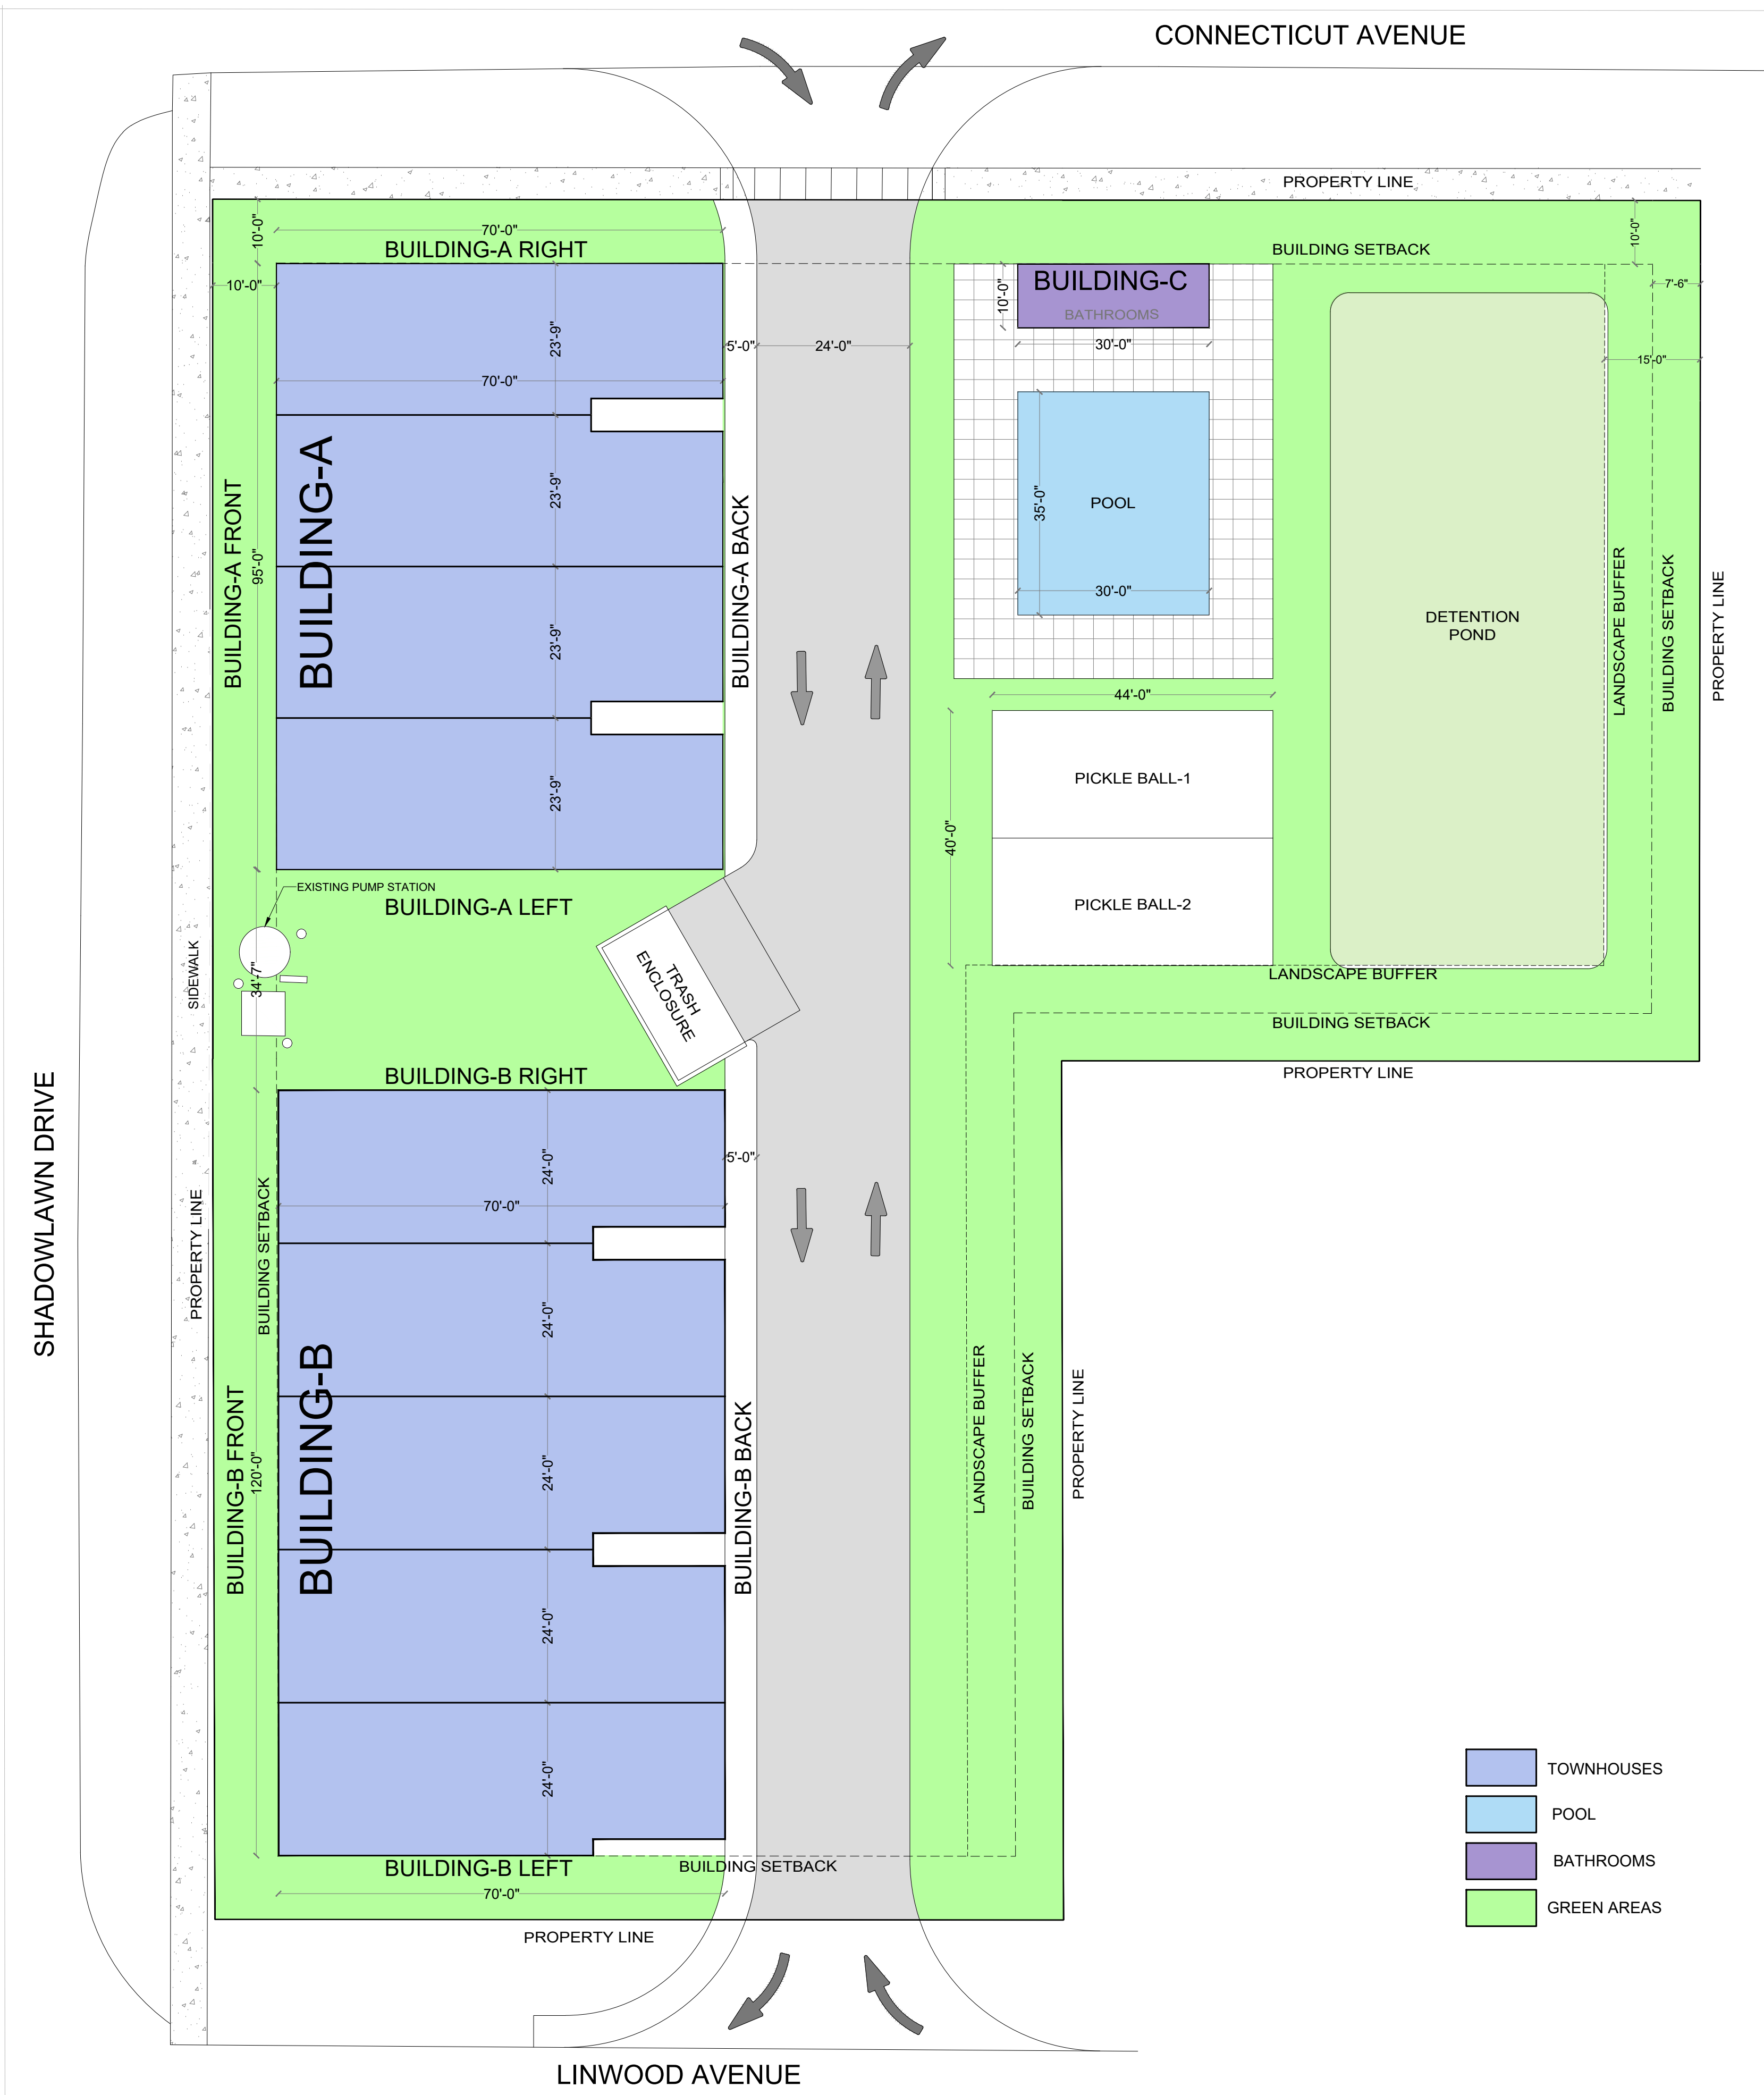 CONNECTICUT AVENUE
PROPERTY LINE
10'-0"
70'-0"
BUILDING-A RIGHT
BUILDING SETBACK
10'-0"
10'-0"
7'-6"
BUILDING-C
BATHROOMS
10'-0"
30'-0"
23'-9"
5'-0"
24'-0"
15'-0"
70'-0"
BUILDING-A
BUILDING-A FRONT
95'-0"
23'-9"
BUILDING-A BACK
35'-0"
POOL
30'-0"
DETENTION
POND
LANDSCAPE BUFFER
BUILDING SETBACK
PROPERTY LINE
23'-9"
44'-0"
23'-9"
PICKLE BALL-1
40'-0"
PICKLE BALL-2
EXISTING PUMP STATION
BUILDING-A LEFT
SIDEWALK
34'-7"
TRASH
ENCLOSURE
LANDSCAPE BUFFER
BUILDING SETBACK
PROPERTY LINE
BUILDING-B RIGHT
SHADOWLAWN DRIVE
PROPERTY LINE
BUILDING SETBACK
24'-0"
5'-0"
70'-0"
24'-0"
BUILDING-B
BUILDING-B FRONT
120'-0"
24'-0"
BUILDING-B BACK
LANDSCAPE BUFFER
BUILDING SETBACK
PROPERTY LINE
24'-0"
24'-0"
BUILDING-B LEFT
BUILDING SETBACK
70'-0"
PROPERTY LINE
TOWNHOUSES
POOL
BATHROOMS
GREEN AREAS
LINWOOD AVENUE